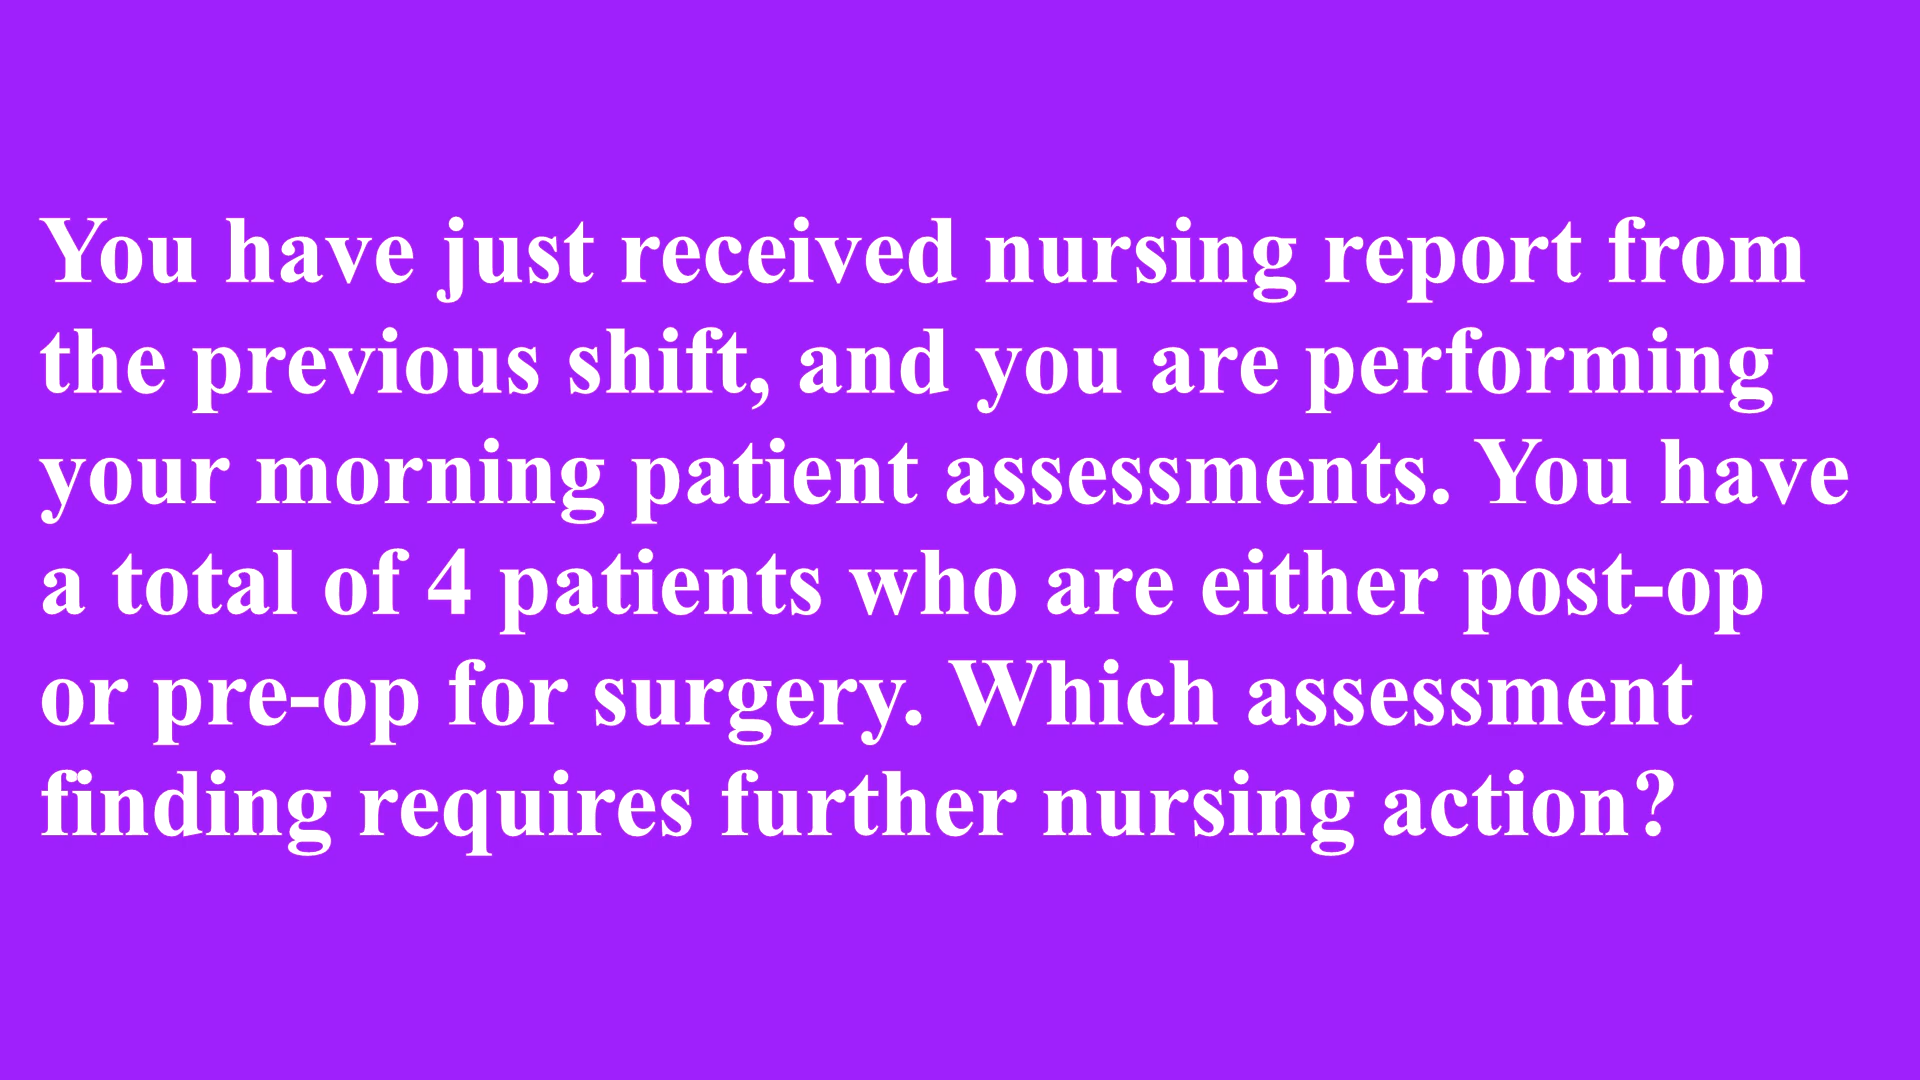 You have just received nursing report from
the previous shift, and you are performing
your morning patient assessments. You have
a total of 4 patients who are either post-op
or pre-op for surgery. Which assessment
finding requires further nursing action?